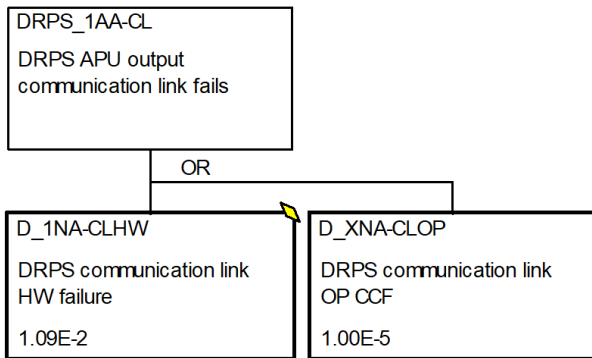 DRPS_1AA-CL
DRPS APU output
communication link fails
OR
D_1NA-CLHW
DRPS communication link
HW failure
1.09E-2
D_XNA-CLOP
DRPS communication link
OP CCF
1.00E-5